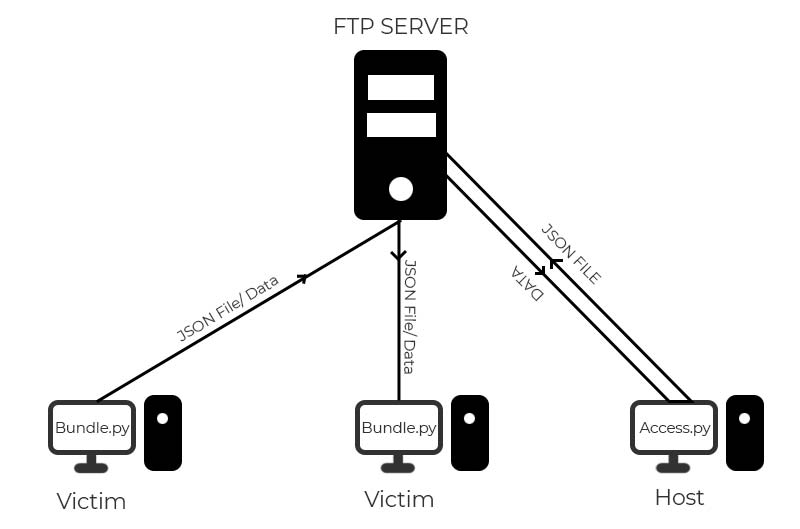 FTP SERVER
JSON File/ Data
JSON File/ Data
JSON FILE
DATA
Bundle.py
Bundle.py
Access.py
Victim
Victim
Host